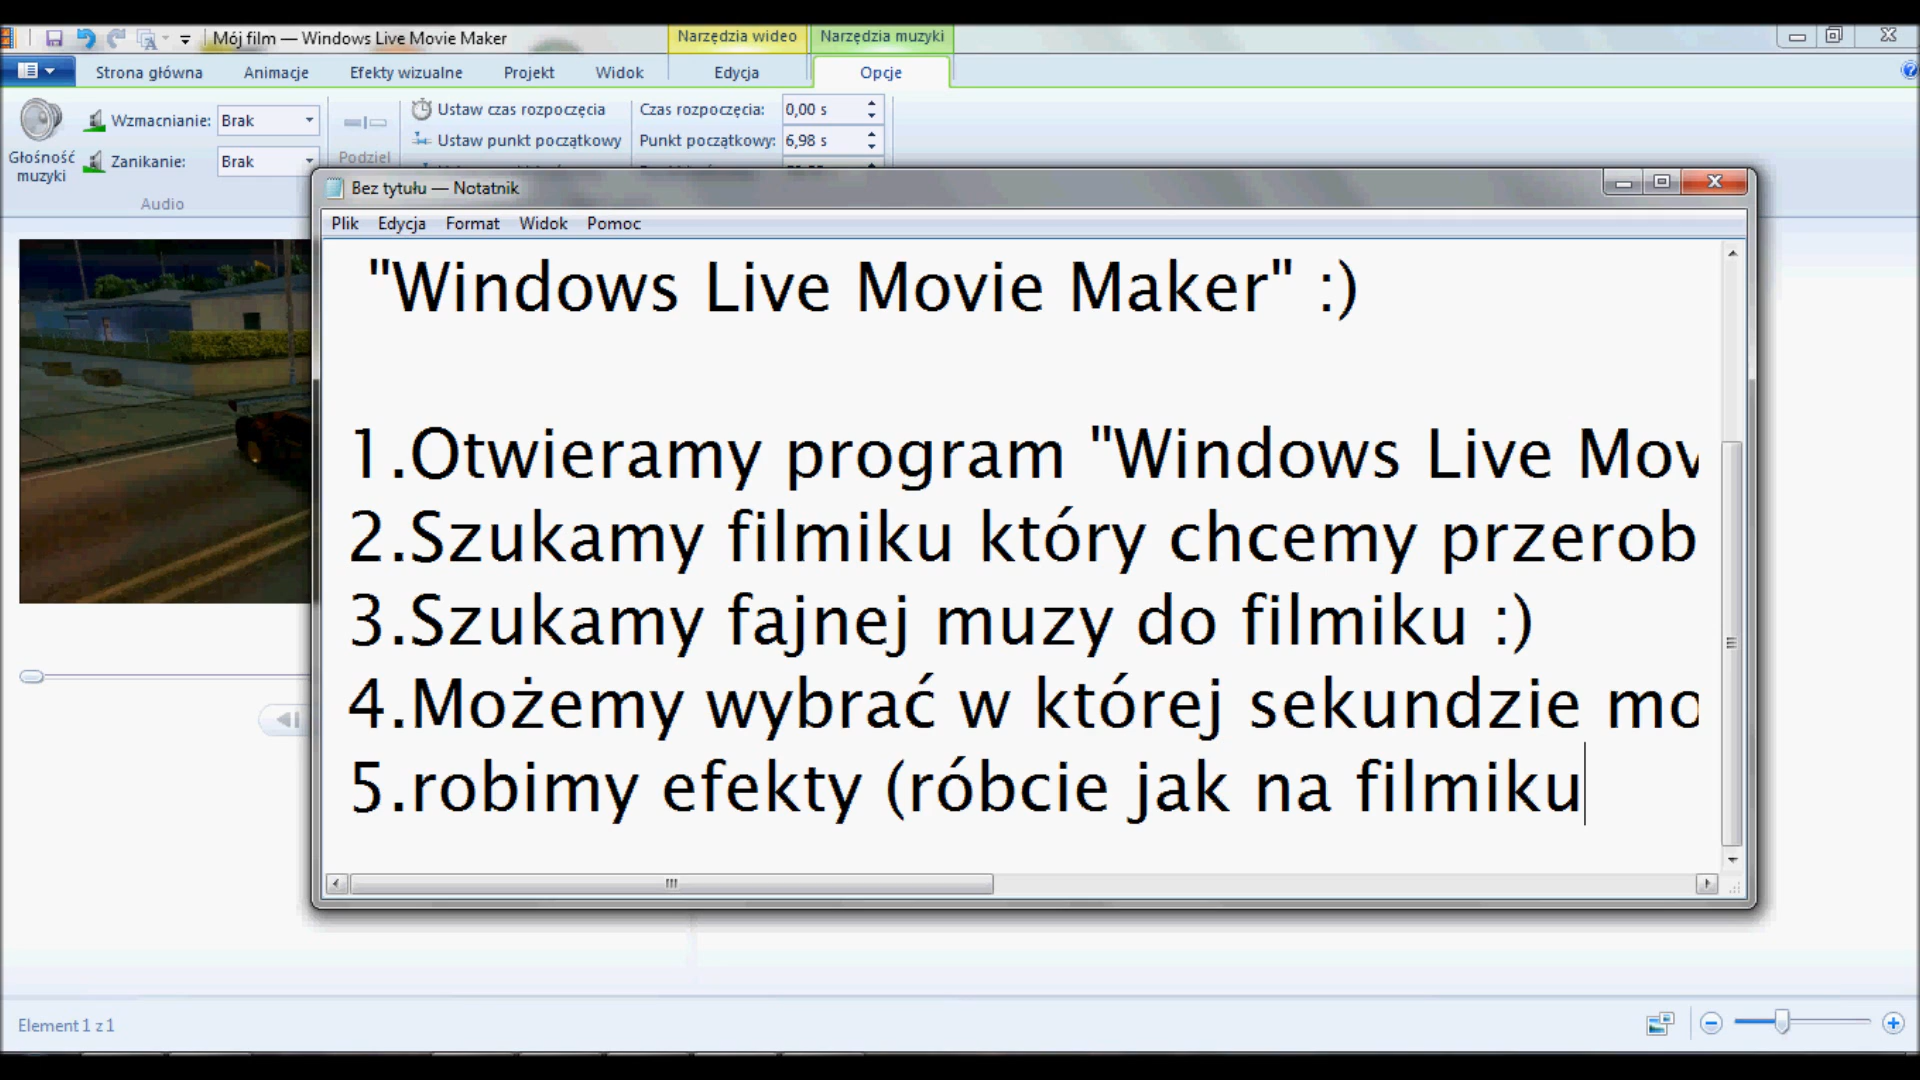 Mój film — Windows Live Movie Maker
Narzędzia wideo
Narzędzia muzyki
Strona główna
Animacje
Efekty wizualne
Projekt
Widok
Edycja
Opcje
Głośność
muzyki
Wzmacnianie:
Brak
Zanikanie:
Brak
Audio
Podziel
Ustaw czas rozpoczęcia
Ustaw punkt początkowy
Czas rozpoczęcia:
0,00 s
Punkt początkowy:
6,98 s
Bez tytułu — Notatnik
Plik
Edycja
Format
Widok
Pomoc
"Windows Live Movie Maker" :)
1.Otwieramy program "Windows Live Mov
2.Szukamy filmiku który chcemy przerob
3.Szukamy fajnej muzy do filmiku :)
4.Możemy wybrać w której sekundzie mo
5.robimy efekty (róbcie jak na filmiku
Element 1 z 1